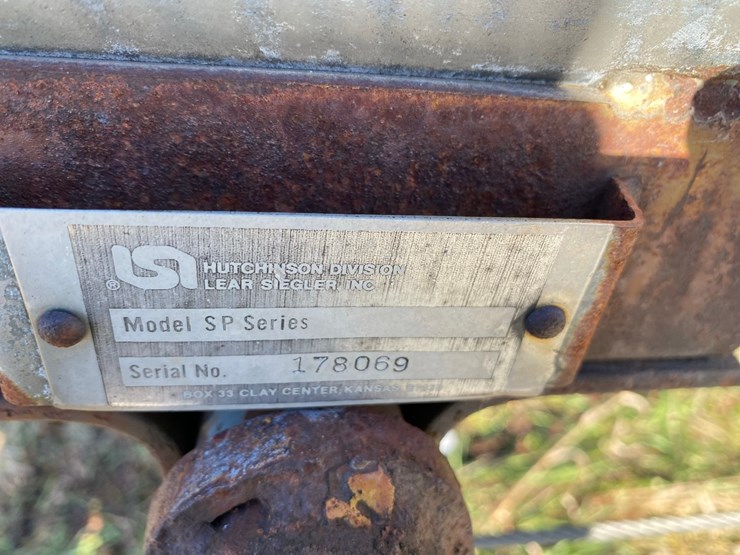 LSI
® HUTCHINSON DIVISION
LEAR SIEGLER, INC.
Model SP Series
Serial No. 178069
BOX 33 CLAY CENTER, KANSAS